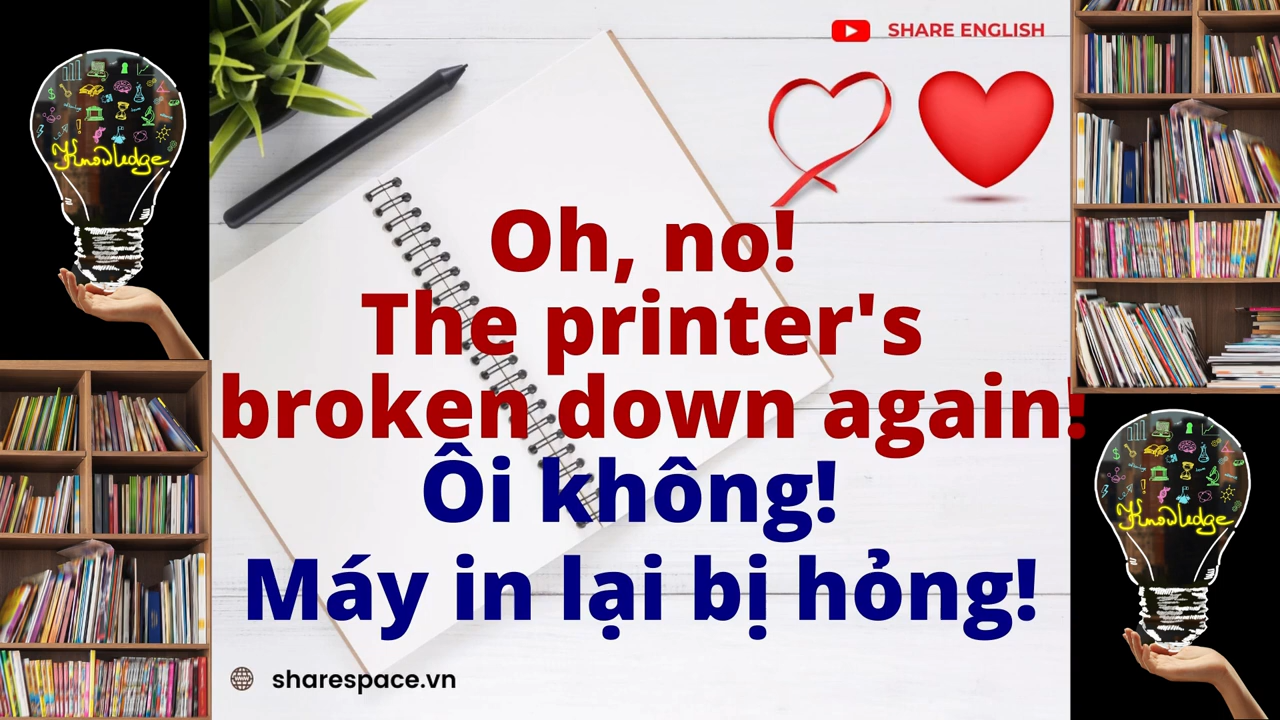 SHARE ENGLISH
Knowledge
Oh, no!
The printer's
broken down again!
Ôi không!
Máy in lại bị hỏng!
Knowledge
sharespace.vn